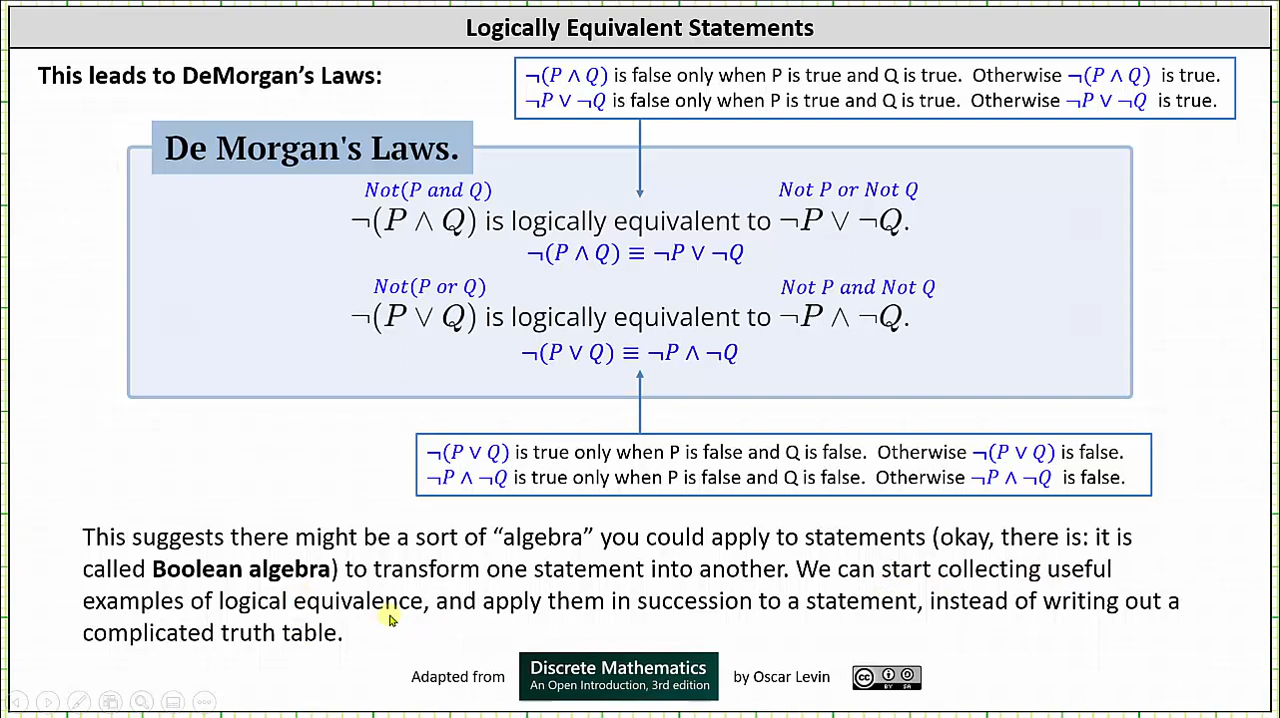 Logically Equivalent Statements
This leads to DeMorgan's Laws:
¬(P ∧ Q) is false only when P is true and Q is true. Otherwise ¬(P ∧ Q) is true.
¬P ∨ ¬Q is false only when P is true and Q is true. Otherwise ¬P ∨ ¬Q is true.
De Morgan's Laws.
Not(P and Q) Not P or Not Q
¬(P ∧ Q) is logically equivalent to ¬P ∨ ¬Q.
¬(P ∧ Q) ≡ ¬P ∨ ¬Q
Not(P or Q) Not P and Not Q
¬(P ∨ Q) is logically equivalent to ¬P ∧ ¬Q.
¬(P ∨ Q) ≡ ¬P ∧ ¬Q
¬(P ∨ Q) is true only when P is false and Q is false. Otherwise ¬(P ∨ Q) is false.
¬P ∧ ¬Q is true only when P is false and Q is false. Otherwise ¬P ∧ ¬Q is false.
This suggests there might be a sort of “algebra” you could apply to statements (okay, there is: it is
called Boolean algebra) to transform one statement into another. We can start collecting useful
examples of logical equivalence, and apply them in succession to a statement, instead of writing out a
complicated truth table.
Adapted from
Discrete Mathematics
An Open Introduction, 3rd edition
by Oscar Levin
cc
BY SA